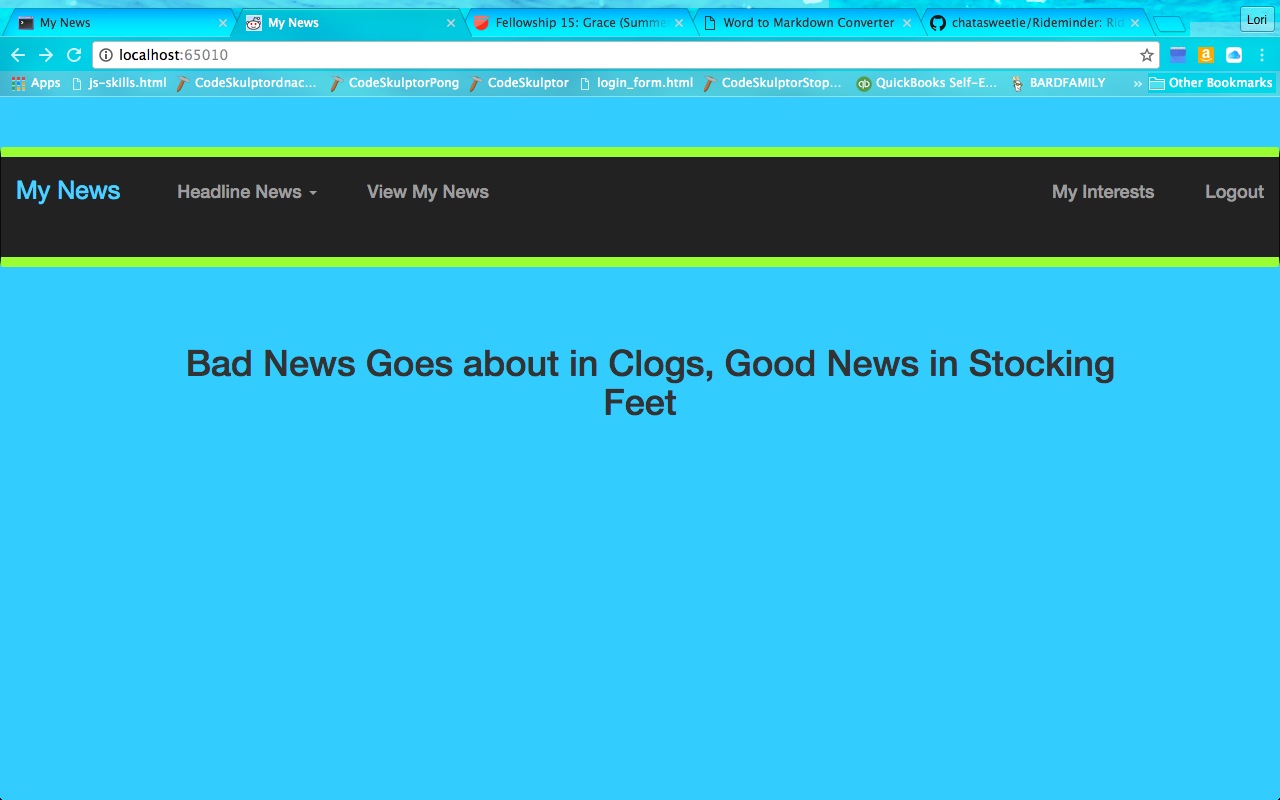 My News
My News
Fellowship 15: Grace (Summe
Word to Markdown Converter
chatasweetie/Rideminder: Rid
Lori
localhost:65010
Apps
js-skills.html
CodeSkulptordnac...
CodeSkulptorPong
CodeSkulptor
login_form.html
CodeSkulptorStop...
QuickBooks Self-E...
BARDFAMILY
»
Other Bookmarks
My News
Headline News
View My News
My Interests
Logout
Bad News Goes about in Clogs, Good News in Stocking
Feet